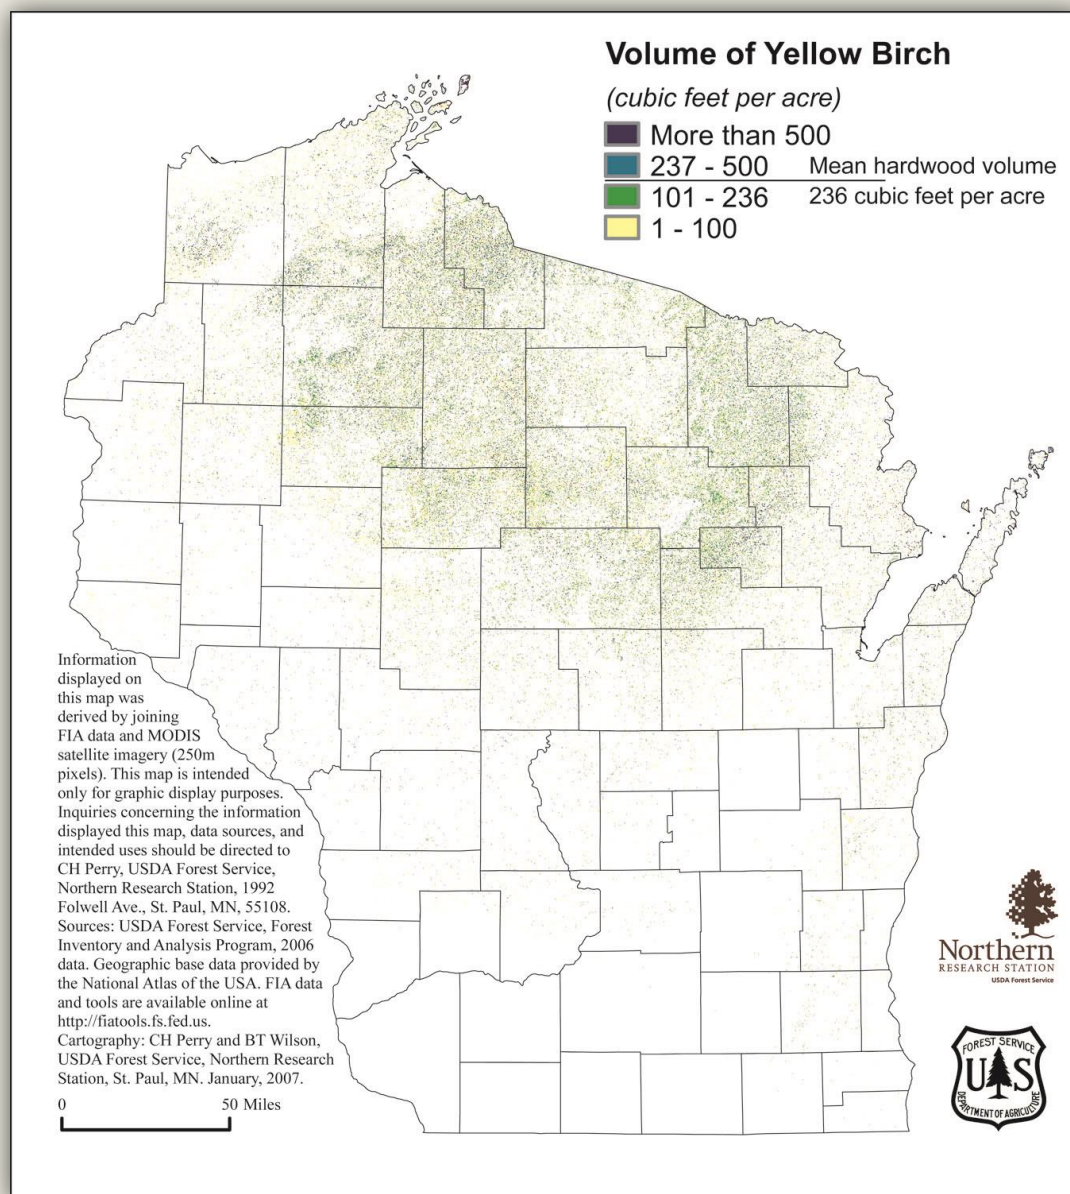 Volume of Yellow Birch
(cubic feet per acre)
More than 500
237 - 500 Mean hardwood volume
101 - 236 236 cubic feet per acre
1 - 100
Information
displayed on
this map was
derived by joining
FIA data and MODIS
satellite imagery (250m
pixels). This map is intended
only for graphic display purposes.
Inquiries concerning the information
displayed this map, data sources, and
intended uses should be directed to
CH Perry, USDA Forest Service,
Northern Research Station, 1992
Folwell Ave., St. Paul, MN, 55108.
Sources: USDA Forest Service, Forest
Inventory and Analysis Program, 2006
data. Geographic base data provided by
the National Atlas of the USA. FIA data
and tools are available online at
http://fiatools.fs.fed.us.
Cartography: CH Perry and BT Wilson,
USDA Forest Service, Northern Research
Station, St. Paul, MN. January, 2007.
0 50 Miles
Northern
RESEARCH STATION
USDA Forest Service
FOREST SERVICE
U S
DEPARTMENT OF AGRICULTURE